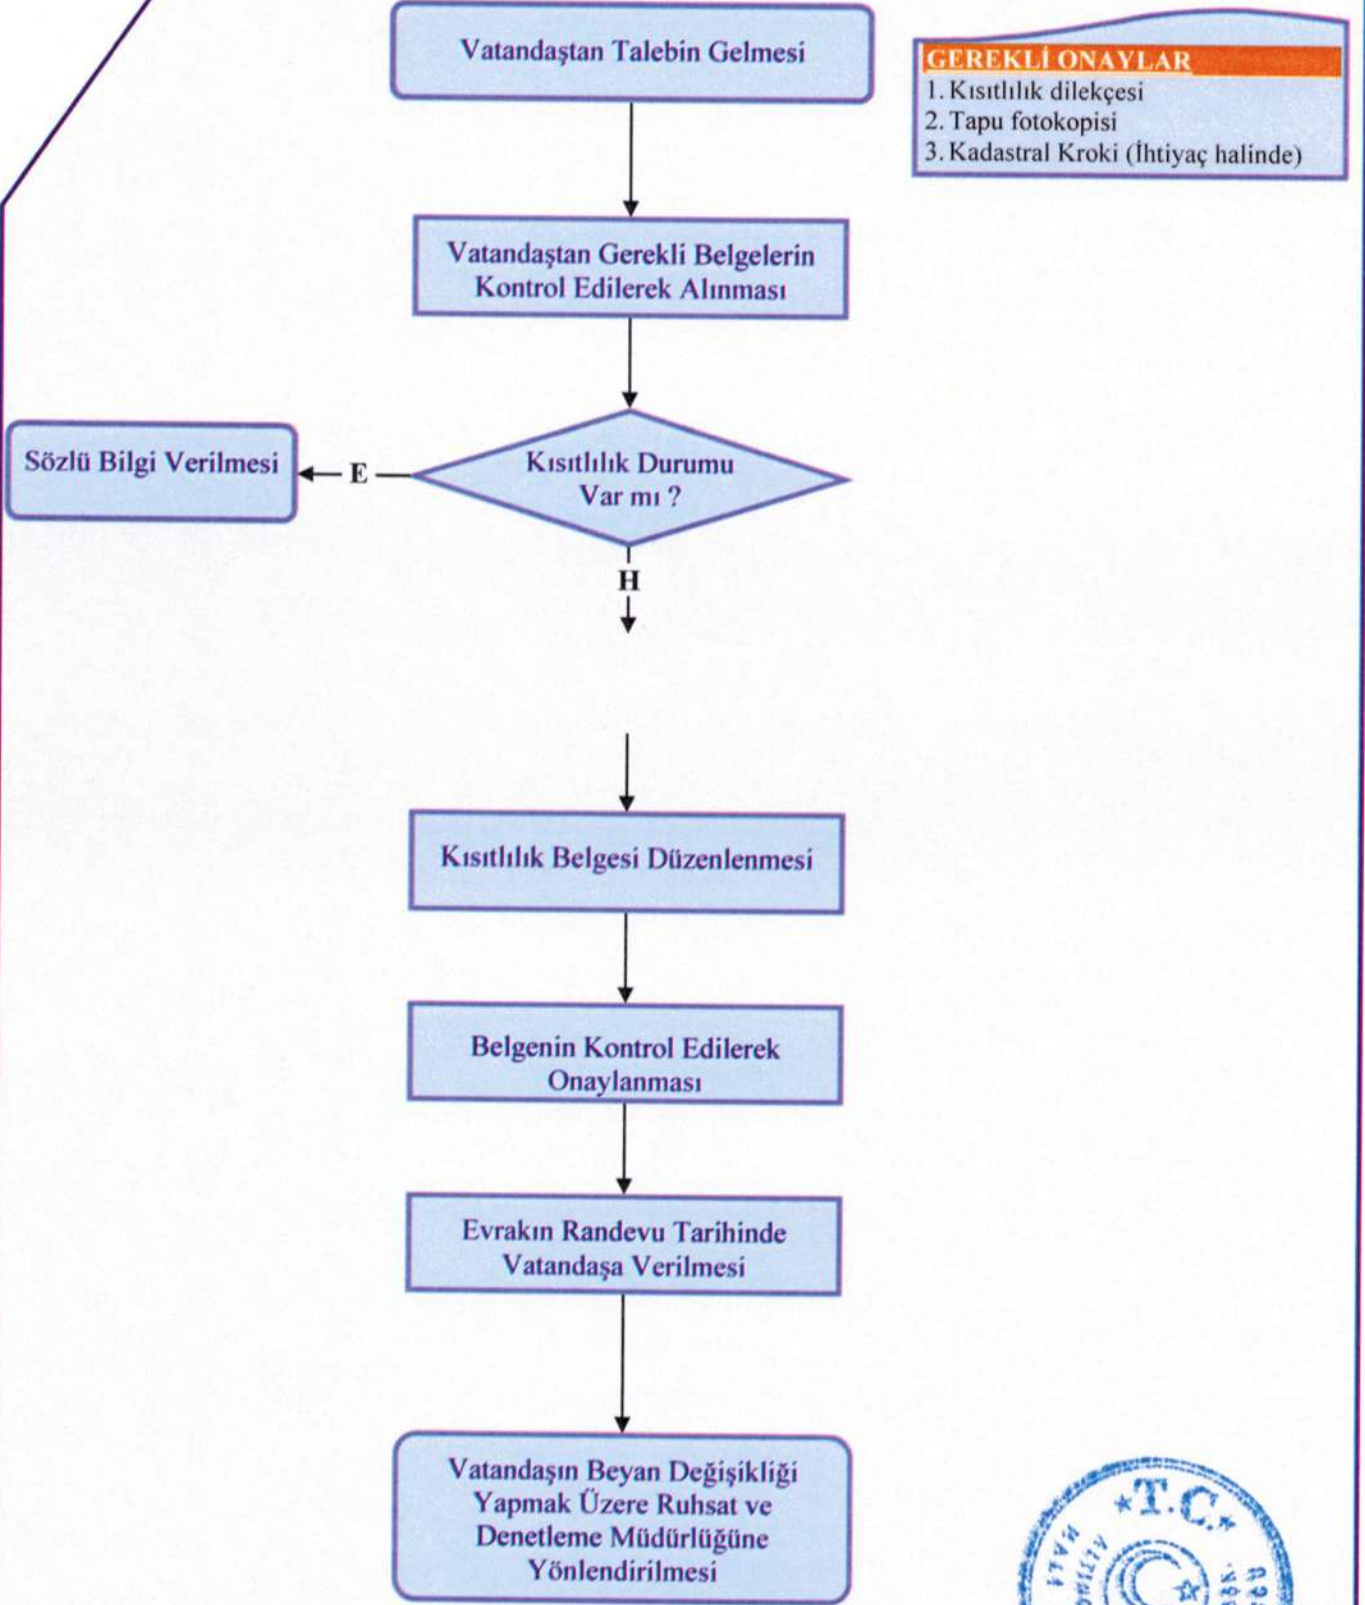 Vatandaştan Talebin Gelmesi
GEREKLİ ONAYLAR
1. Kısıtlılık dilekçesi
2. Tapu fotokopisi
3. Kadastral Kroki (İhtiyaç halinde)
Vatandaştan Gerekli Belgelerin
Kontrol Edilerek Alınması
Kısıtlılık Durumu
Var mı ?
E
Sözlü Bilgi Verilmesi
H
Kısıtlılık Belgesi Düzenlenmesi
Belgenin Kontrol Edilerek
Onaylanması
Evrakın Randevu Tarihinde
Vatandaşa Verilmesi
Vatandaşın Beyan Değişikliği
Yapmak Üzere Ruhsat ve
Denetleme Müdürlüğüne
Yönlendirilmesi
T.C.